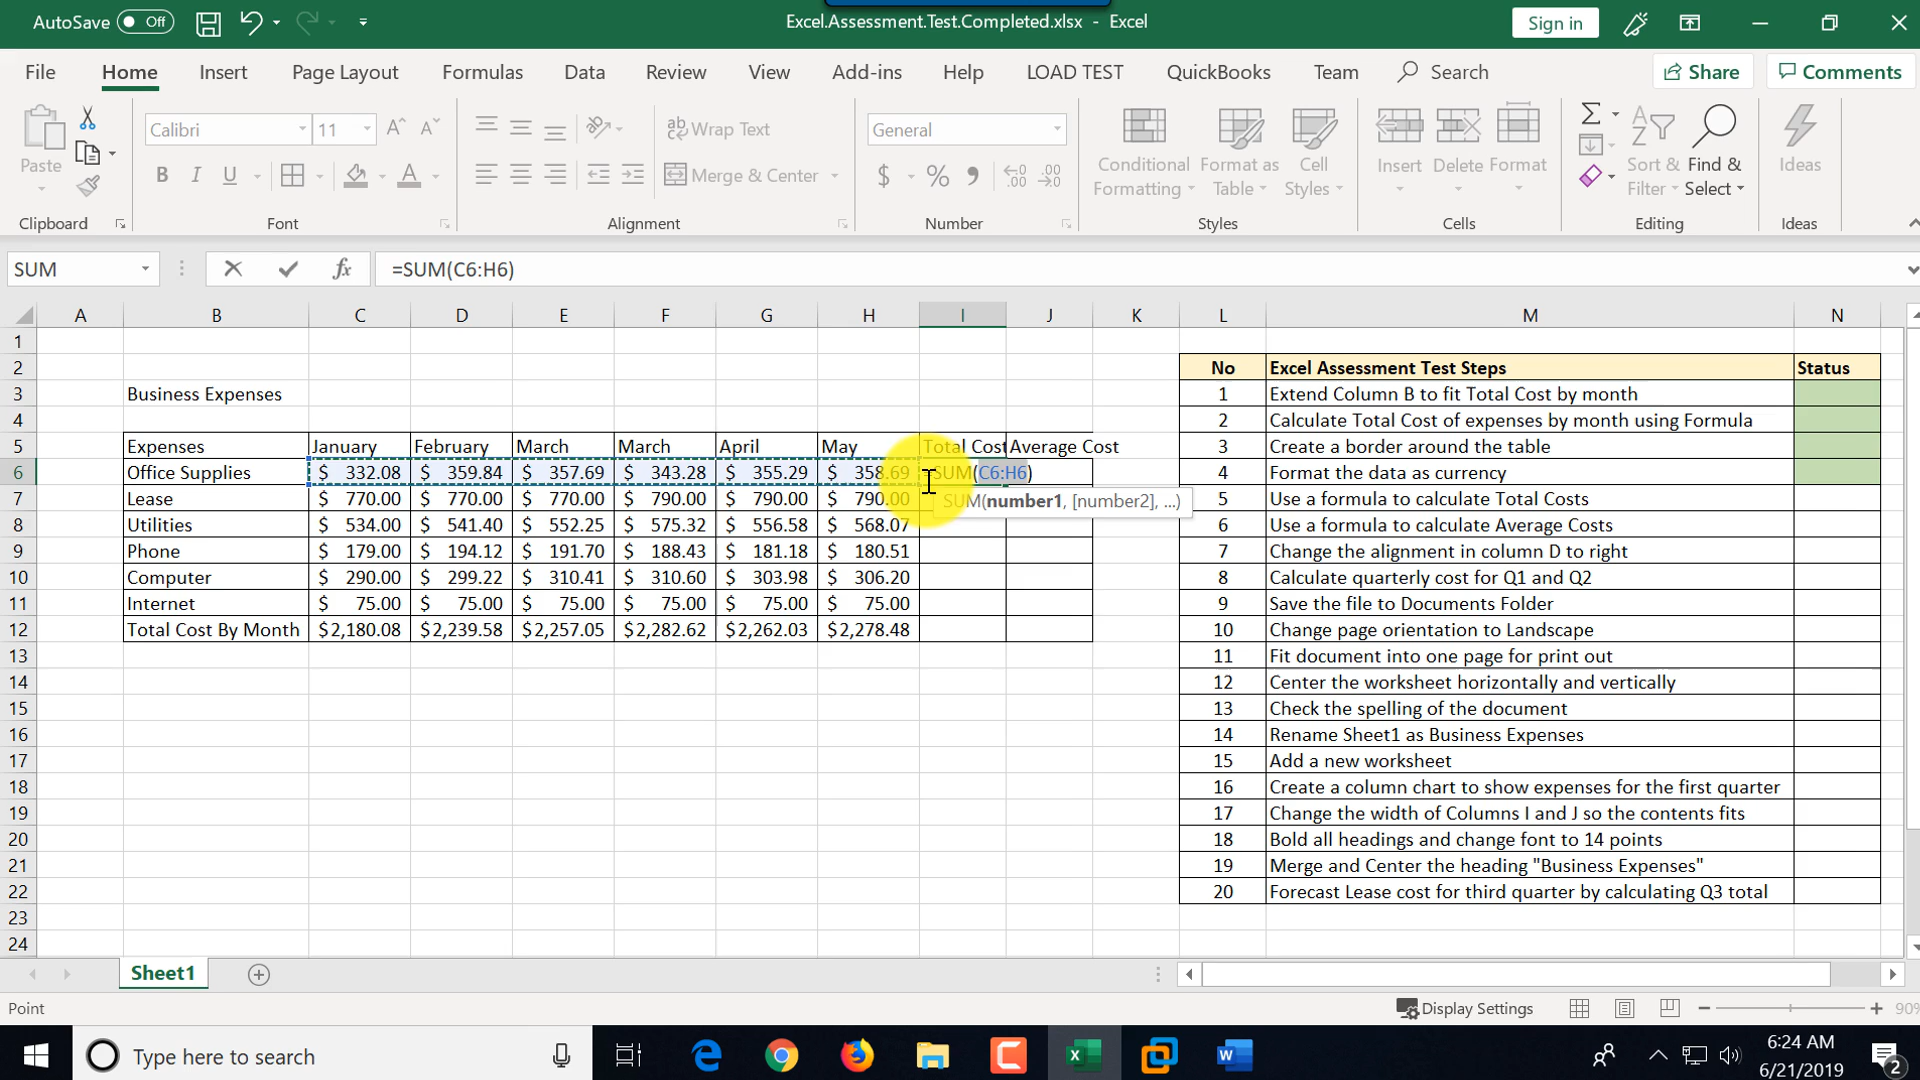 AutoSave Off
Excel.Assessment.Test.Completed.xlsx - Excel
Sign in
File Home Insert Page Layout Formulas Data Review View Add-ins Help LOAD TEST QuickBooks Team Search Share Comments
Paste
Calibri 11
B I U
ab Wrap Text
Merge & Center
General
$ % 9
Conditional Formatting
Format as Table
Cell Styles
Insert Delete Format
Sort & Filter
Find & Select
Ideas
Clipboard Font Alignment Number Styles Cells Editing Ideas
SUM fx =SUM(C6:H6)
A B C D E F G H I J K L M N
1
2 No Excel Assessment Test Steps Status
3 Business Expenses 1 Extend Column B to fit Total Cost by month
4 2 Calculate Total Cost of expenses by month using Formula
5 Expenses January February March March April May Total Cost Average Cost 3 Create a border around the table
6 Office Supplies $ 332.08 $ 359.84 $ 357.69 $ 343.28 $ 355.29 $ 358.69 =SUM(C6:H6) 4 Format the data as currency
SUM(number1, [number2], ...)
7 Lease $ 770.00 $ 770.00 $ 770.00 $ 790.00 $ 790.00 $ 790.00 5 Use a formula to calculate Total Costs
8 Utilities $ 534.00 $ 541.40 $ 552.25 $ 575.32 $ 556.58 $ 568.07 6 Use a formula to calculate Average Costs
9 Phone $ 179.00 $ 194.12 $ 191.70 $ 188.43 $ 181.18 $ 180.51 7 Change the alignment in column D to right
10 Computer $ 290.00 $ 299.22 $ 310.41 $ 310.60 $ 303.98 $ 306.20 8 Calculate quarterly cost for Q1 and Q2
11 Internet $ 75.00 $ 75.00 $ 75.00 $ 75.00 $ 75.00 $ 75.00 9 Save the file to Documents Folder
12 Total Cost By Month $2,180.08 $2,239.58 $2,257.05 $2,282.62 $2,262.03 $2,278.48 10 Change page orientation to Landscape
13 11 Fit document into one page for print out
14 12 Center the worksheet horizontally and vertically
15 13 Check the spelling of the document
16 14 Rename Sheet1 as Business Expenses
17 15 Add a new worksheet
18 16 Create a column chart to show expenses for the first quarter
19 17 Change the width of Columns I and J so the contents fits
20 18 Bold all headings and change font to 14 points
21 19 Merge and Center the heading "Business Expenses"
22 20 Forecast Lease cost for third quarter by calculating Q3 total
23
24
Sheet1
Point Display Settings 90%
Type here to search
6:24 AM
6/21/2019
2